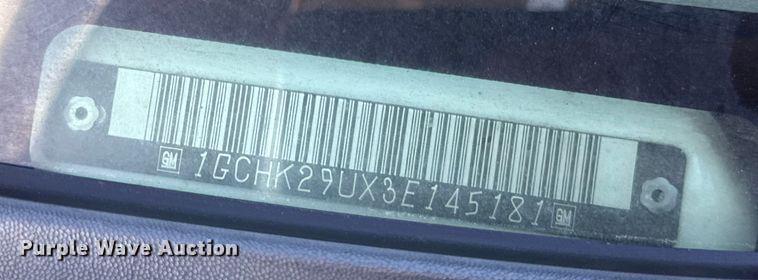 GM 1GCHK29UX3E145181 GM
Purple Wave Auction